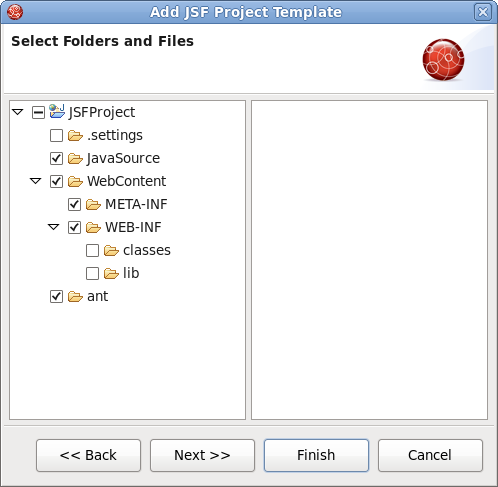 Add JSF Project Template
Select Folders and Files
JSFProject
.settings
JavaSource
WebContent
META-INF
WEB-INF
classes
lib
ant
<< Back
Next >>
Finish
Cancel